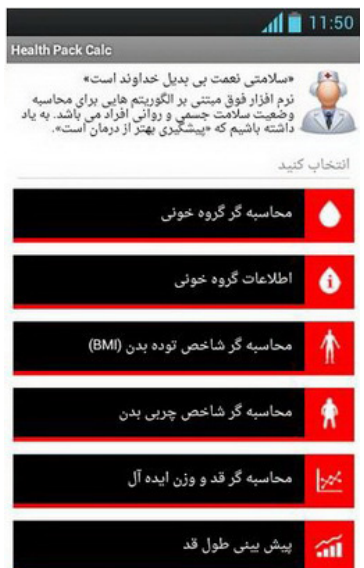 11:50
Health Pack Calc
«سلامتی نعمت بی بدیل خداوند است»
نرم افزار فوق مبتنی بر الگوریتم هایی برای محاسبه
وضعیت سلامت جسمی و روانی افراد می باشد. به یاد
داشته باشیم که «پیشگیری بهتر از درمان است».
انتخاب کنید
محاسبه گر گروه خونی
اطلاعات گروه خونی
محاسبه گر شاخص توده بدن (BMI)
محاسبه گر شاخص چربی بدن
محاسبه گر قد و وزن ایده آل
پیش بینی طول قد